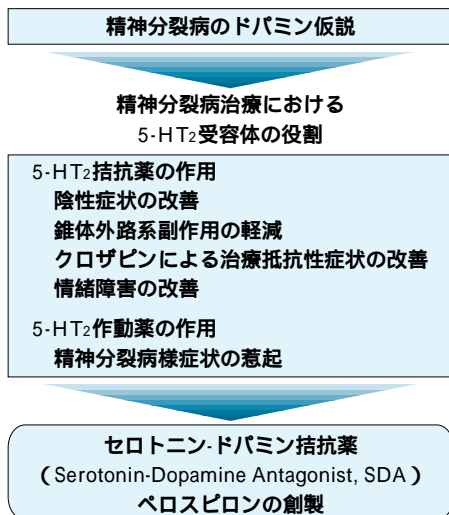 精神分裂病のドパミン仮説
精神分裂病治療における
5-HT₂受容体の役割
5-HT₂拮抗薬の作用
陰性症状の改善
錐体外路系副作用の軽減
クロザピンによる治療抵抗性症状の改善
情緒障害の改善
5-HT₂作動薬の作用
精神分裂病様症状の惹起
セロトニン-ドパミン拮抗薬
（Serotonin-Dopamine Antagonist, SDA）
ペロスピロンの創製